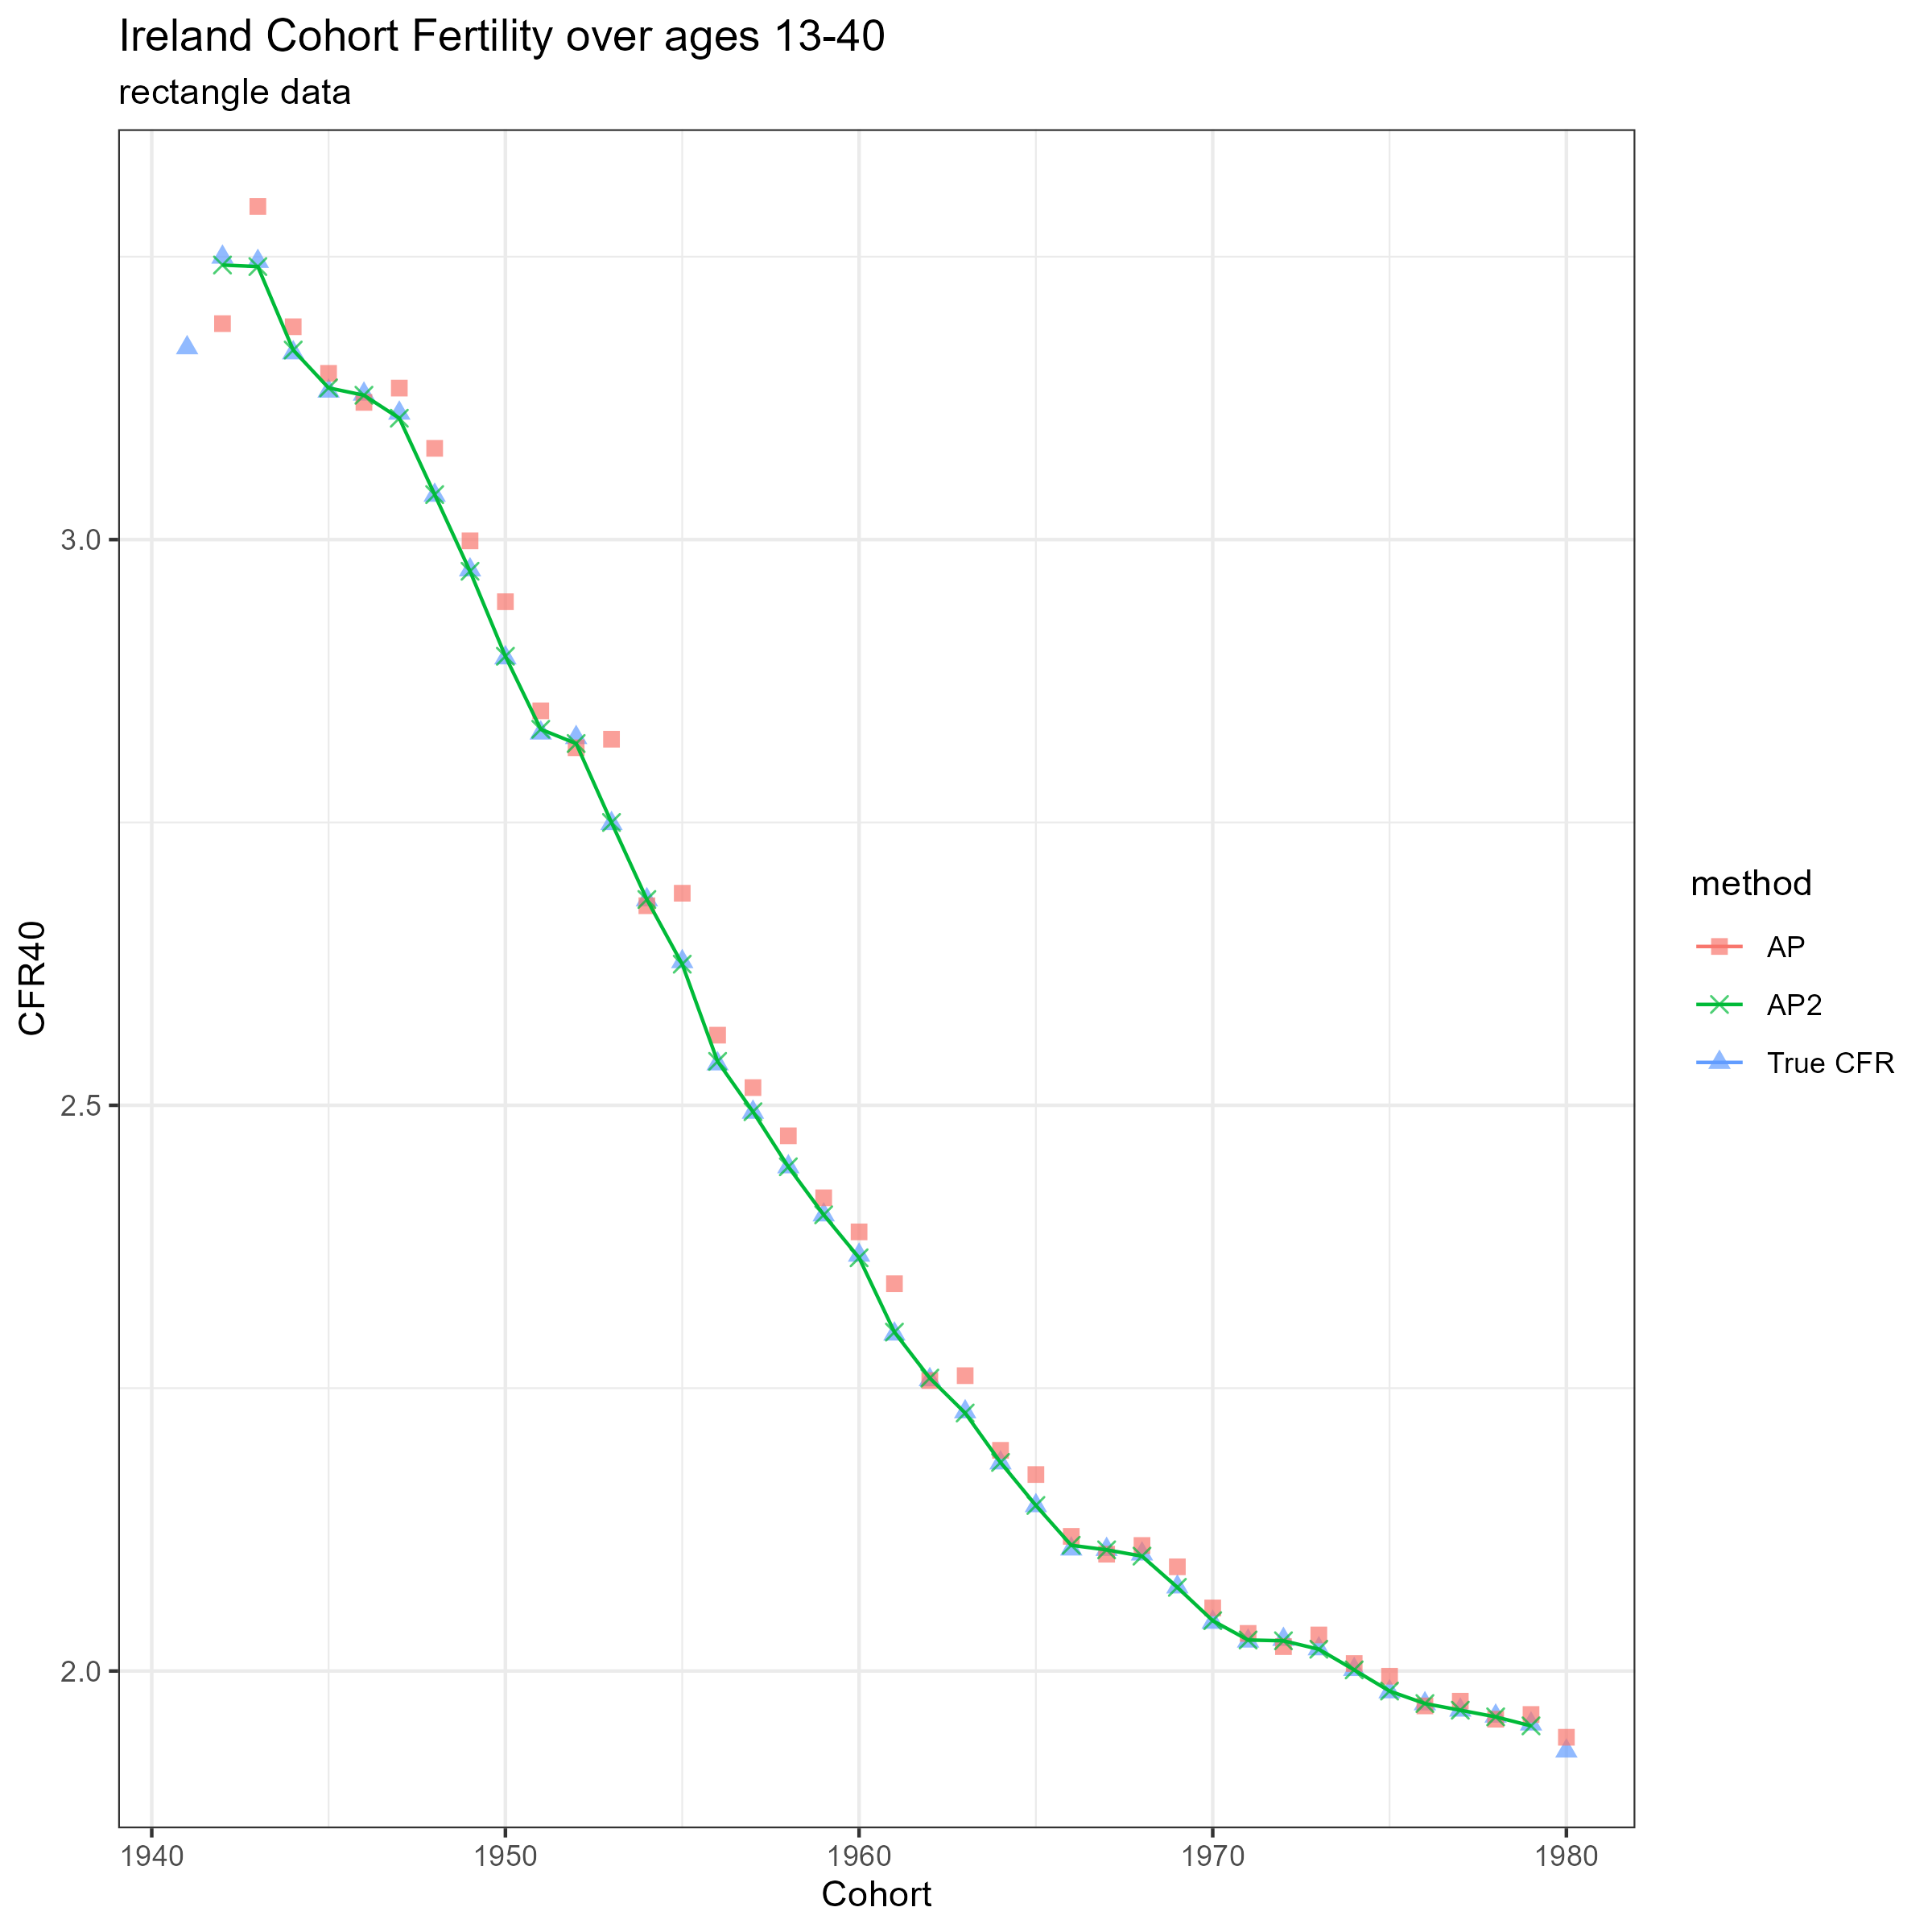 Ireland Cohort Fertility over ages 13-40
rectangle data
CFR40
3.0
2.5
2.0
1940 1950 1960 1970 1980
Cohort
method
AP
AP2
True CFR